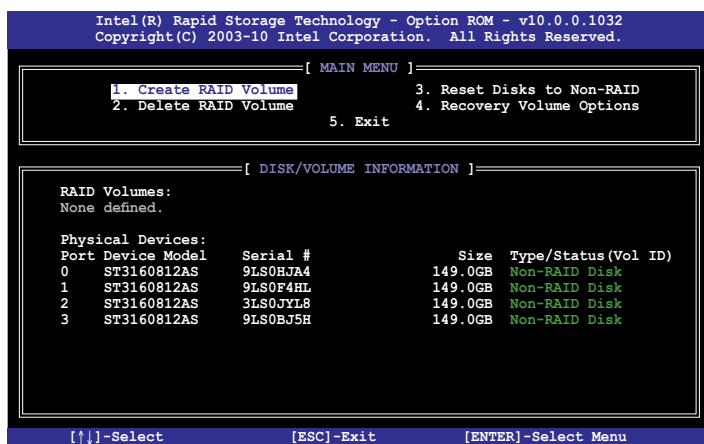 Intel(R) Rapid Storage Technology - Option ROM - v10.0.0.1032
Copyright(C) 2003-10 Intel Corporation. All Rights Reserved.
[ MAIN MENU ]
1. Create RAID Volume 3. Reset Disks to Non-RAID
2. Delete RAID Volume 4. Recovery Volume Options
5. Exit
[ DISK/VOLUME INFORMATION ]
RAID Volumes:
None defined.
Physical Devices:
Port Device Model Serial # Size Type/Status(Vol ID)
0 ST3160812AS 9LS0HJA4 149.0GB Non-RAID Disk
1 ST3160812AS 9LS0F4HL 149.0GB Non-RAID Disk
2 ST3160812AS 3LS0JYL8 149.0GB Non-RAID Disk
3 ST3160812AS 9LS0BJ5H 149.0GB Non-RAID Disk
[↑↓]-Select [ESC]-Exit [ENTER]-Select Menu